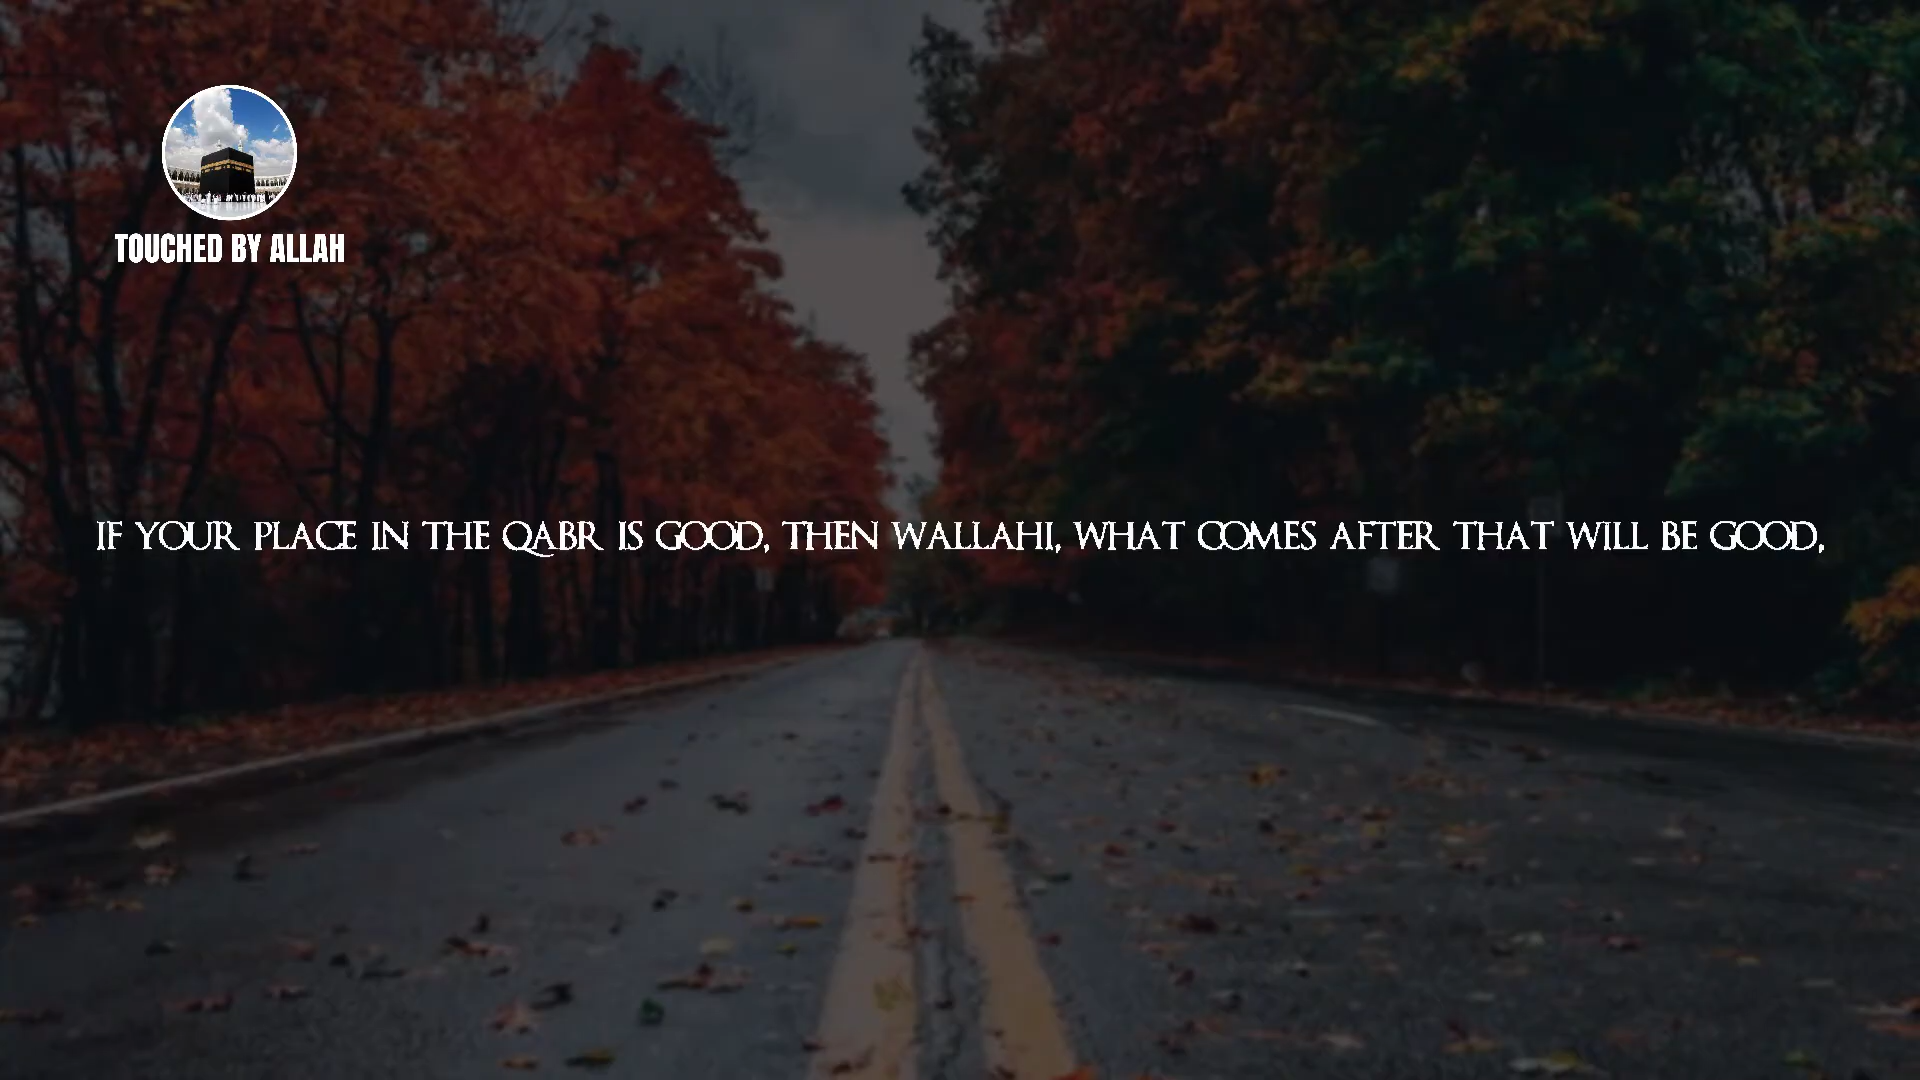 TOUCHED BY ALLAH
IF YOUR PLACE IN THE QABR IS GOOD, THEN WALLAHI, WHAT COMES AFTER THAT WILL BE GOOD,